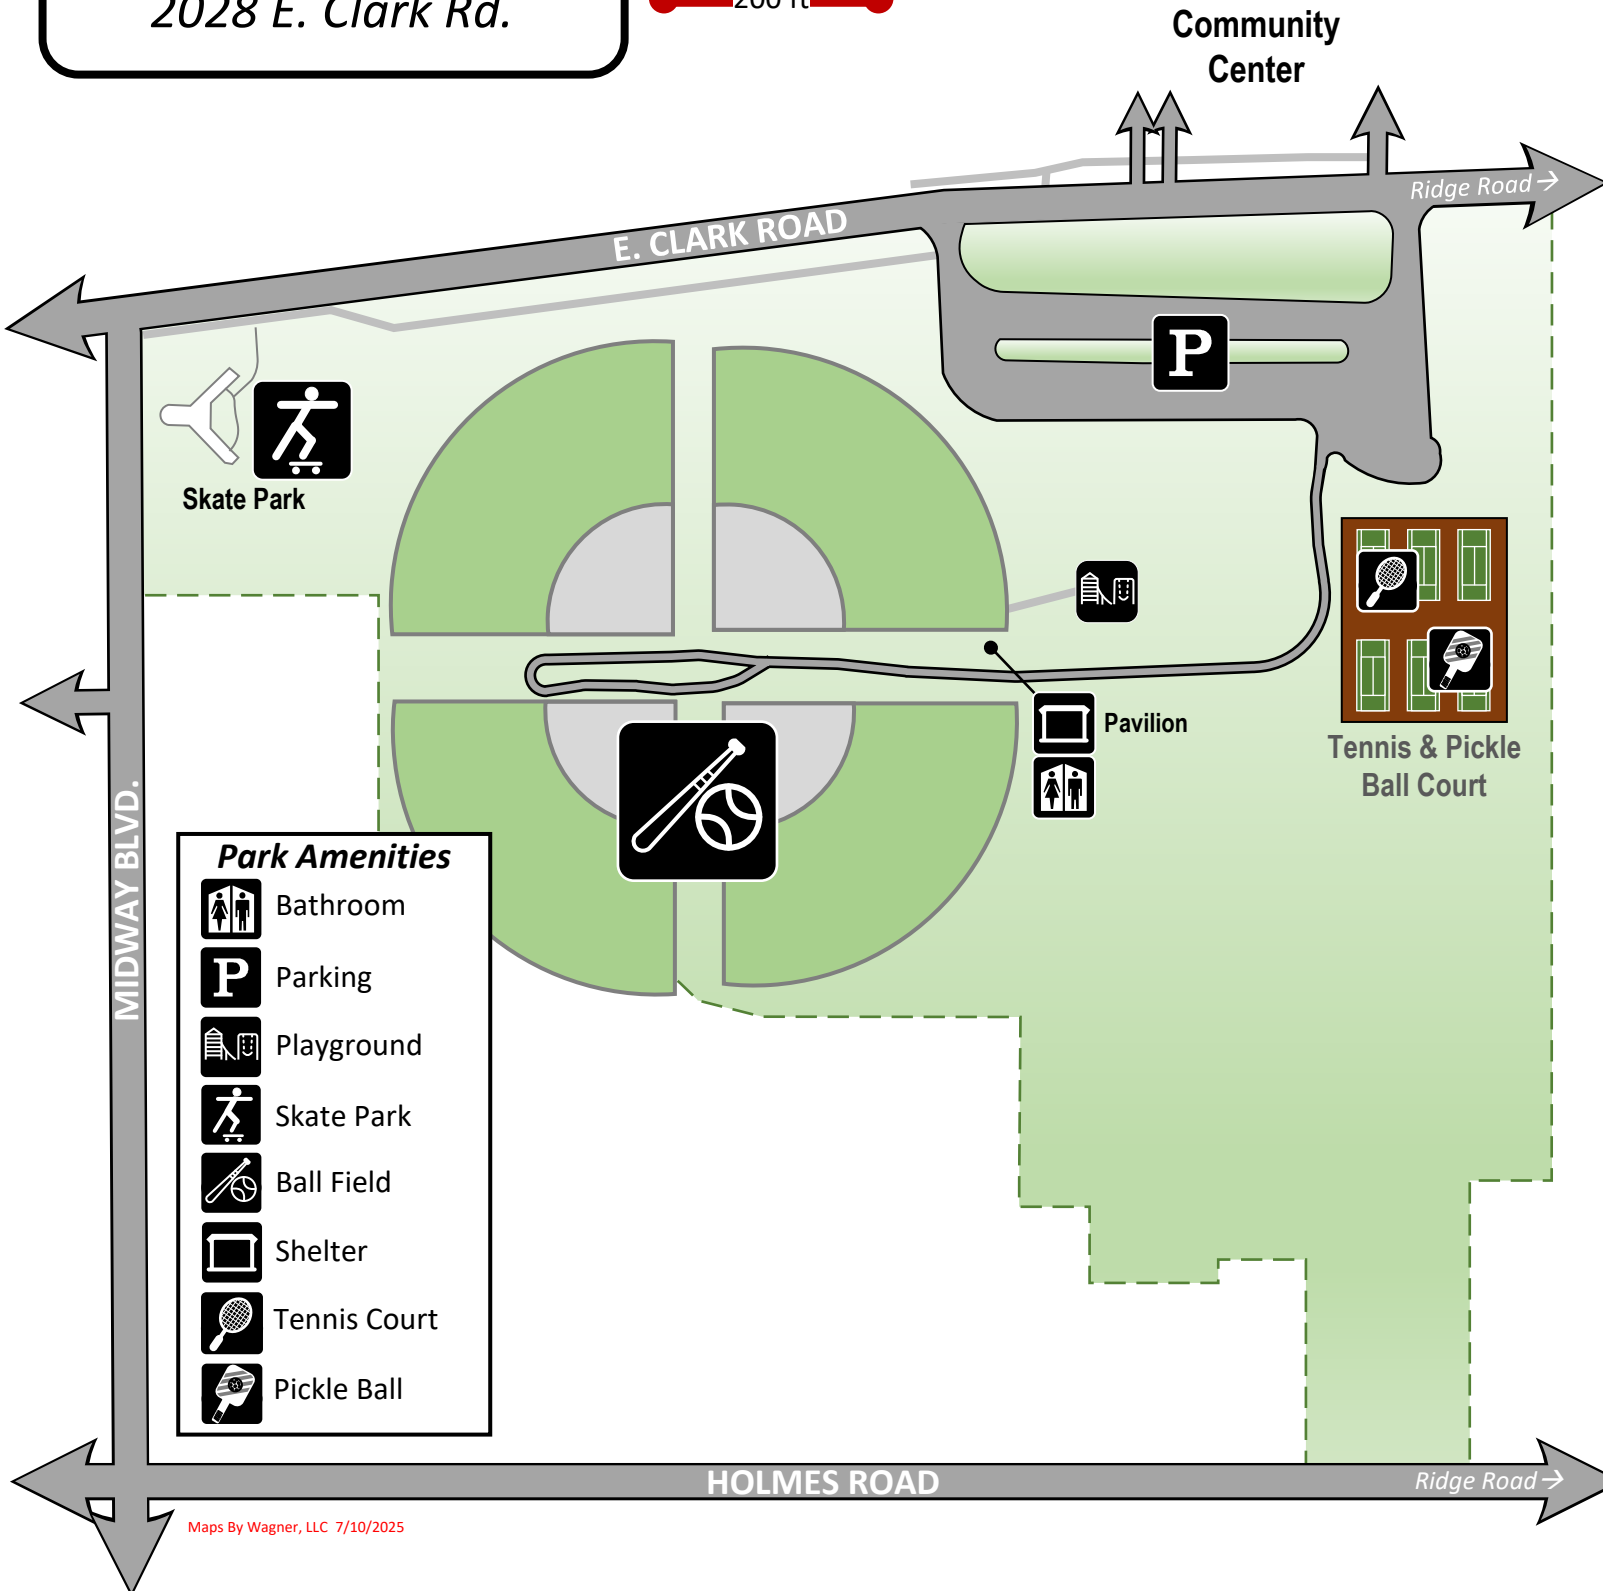 2028 E. Clark Rd.
200 ft
Community
Center
Ridge Road →
E. CLARK ROAD
P
Skate Park
Pavilion
Tennis & Pickle
Ball Court
MIDWAY BLVD.
Park Amenities
Bathroom
P Parking
Playground
Skate Park
Ball Field
Shelter
Tennis Court
Pickle Ball
HOLMES ROAD
Ridge Road →
Maps By Wagner, LLC 7/10/2025